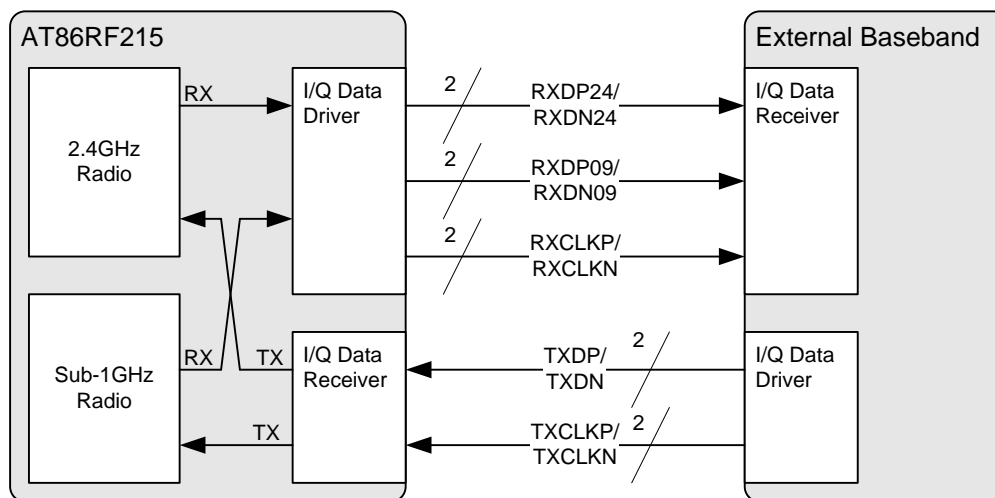 AT86RF215
External Baseband
2.4GHz
Radio
RX
I/Q Data
Driver
2
RXDP24/
RXDN24
I/Q Data
Receiver
2
RXDP09/
RXDN09
2
RXCLKP/
RXCLKN
Sub-1GHz
Radio
RX
TX
TX
I/Q Data
Receiver
TXDP/
TXDN
2
I/Q Data
Driver
TXCLKP/
TXCLKN
2